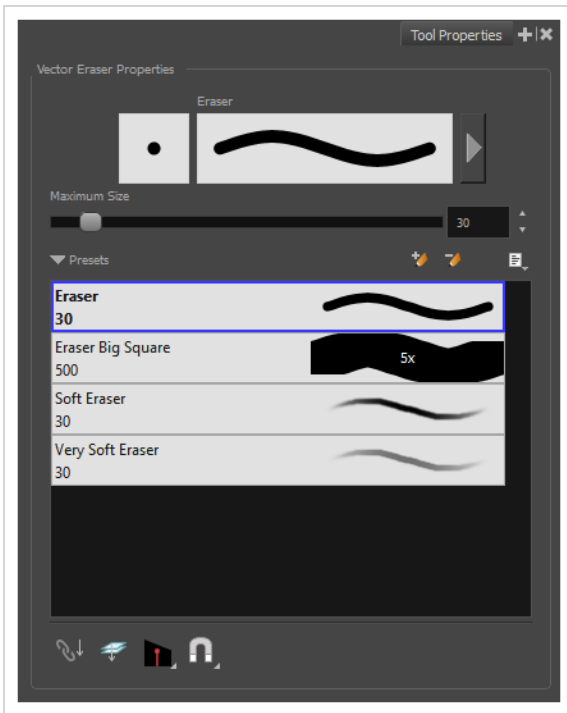 Tool Properties
Vector Eraser Properties
Eraser
Maximum Size
30
Presets
Eraser
30
Eraser Big Square
500
5x
Soft Eraser
30
Very Soft Eraser
30